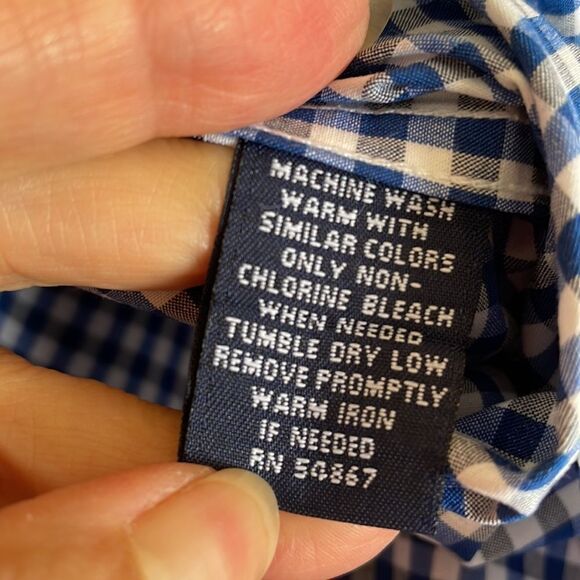 MACHINE WASH
WARM WITH
SIMILAR COLORS
ONLY NON-
CHLORINE BLEACH
WHEN NEEDED
TUMBLE DRY LOW
REMOVE PROMPTLY
WARM IRON
IF NEEDED
RN 50867